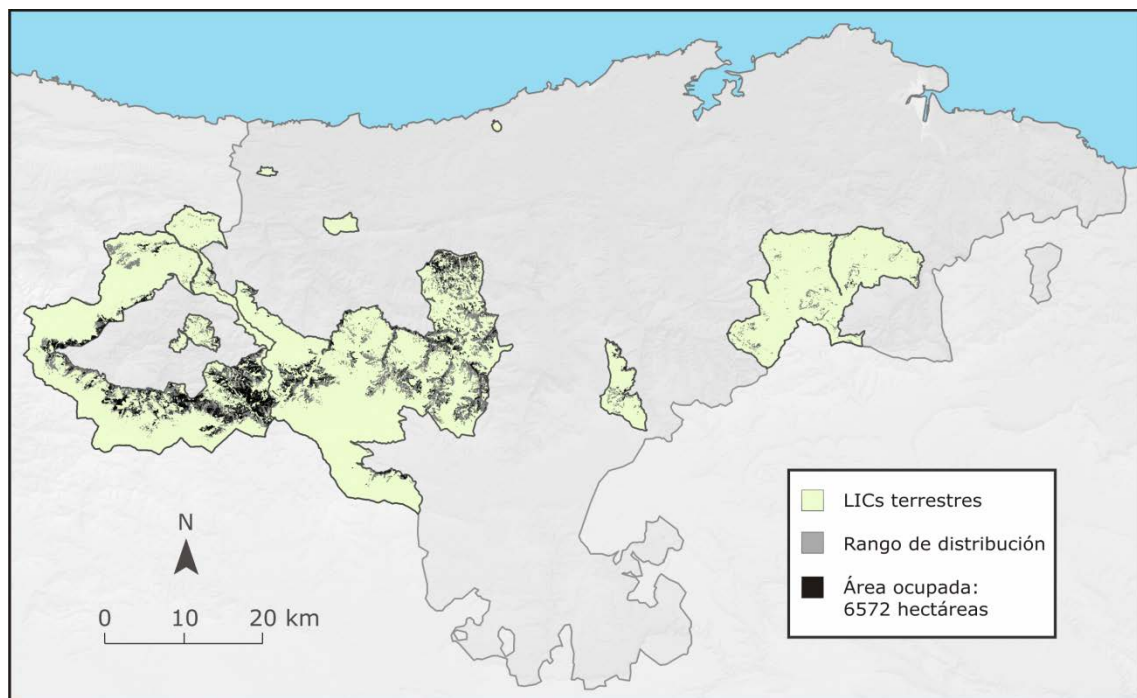 LICs terrestres
Rango de distribución
Área ocupada:
6572 hectáreas
N
0 10 20 km